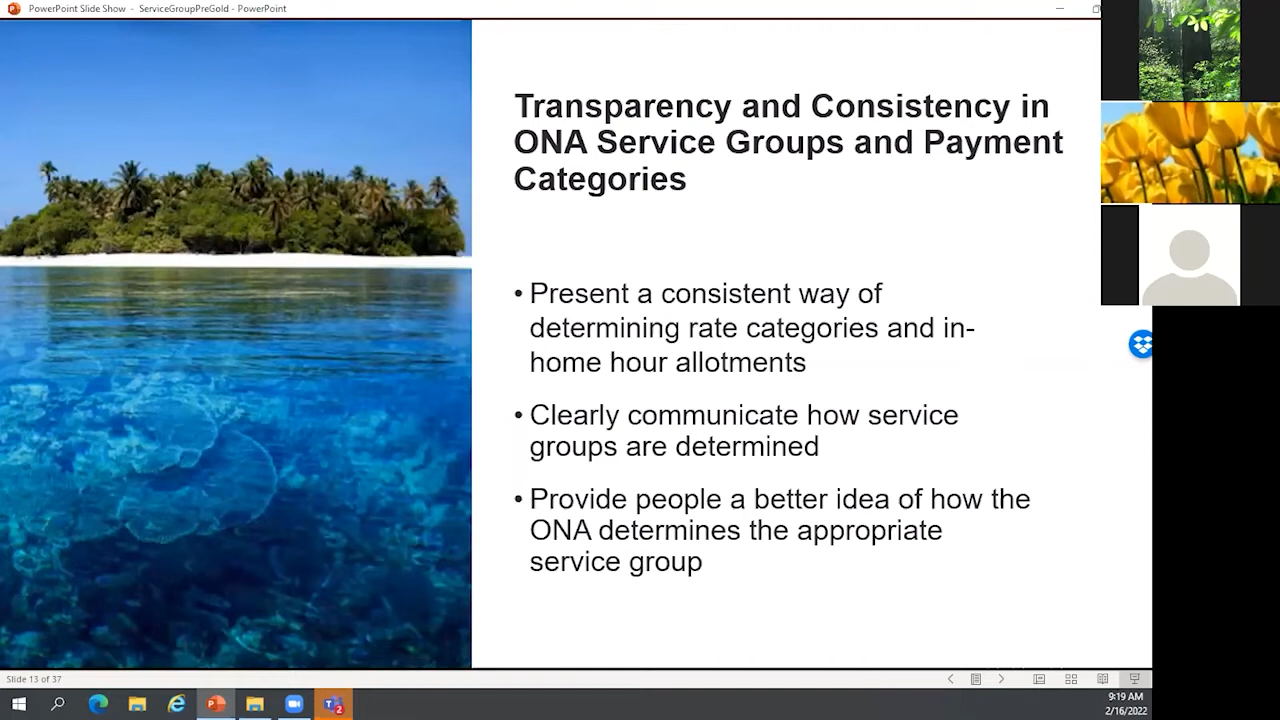 PowerPoint Slide Show - ServiceGroupPreGold - PowerPoint
Transparency and Consistency in
ONA Service Groups and Payment
Categories
• Present a consistent way of
determining rate categories and in-
home hour allotments
• Clearly communicate how service
groups are determined
• Provide people a better idea of how the
ONA determines the appropriate
service group
Slide 13 of 37
2
9:19 AM
2/16/2022